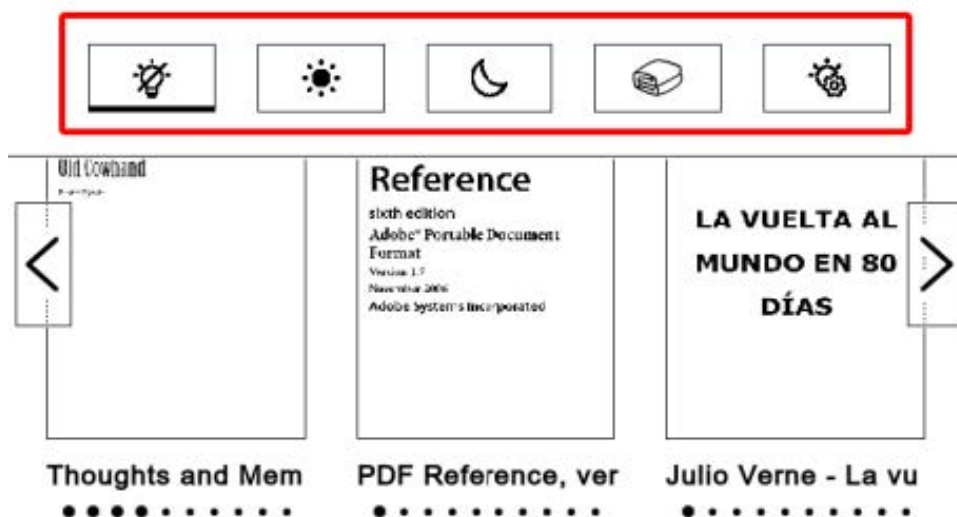 Old Cowhand
Reference
sixth edition
Adobe® Portable Document
Format
Version 1.7
November 2006
Adobe Systems Incorporated
LA VUELTA AL
MUNDO EN 80
DÍAS
Thoughts and Mem
PDF Reference, ver
Julio Verne - La vu